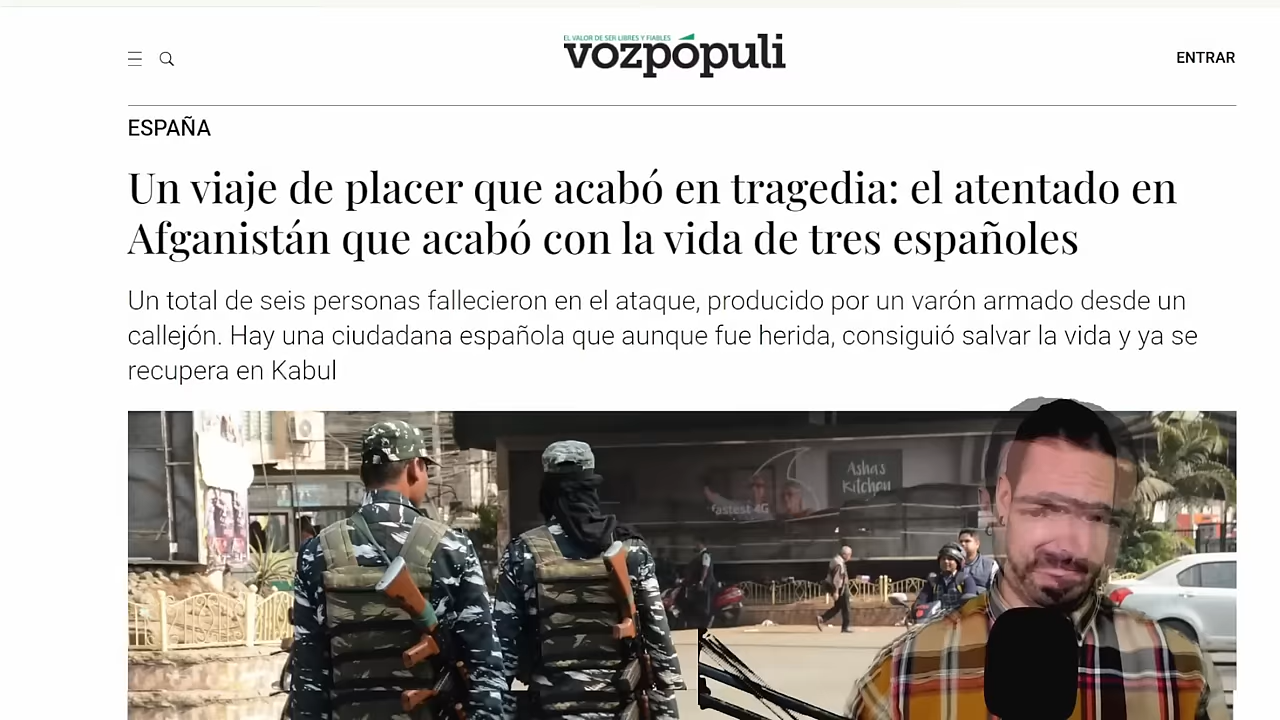 EL VALOR DE SER LIBRES Y FIABLES
vozpópuli
ENTRAR
ESPAÑA
Un viaje de placer que acabó en tragedia: el atentado en
Afganistán que acabó con la vida de tres españoles
Un total de seis personas fallecieron en el ataque, producido por un varón armado desde un
callejón. Hay una ciudadana española que aunque fue herida, consiguió salvar la vida y ya se
recupera en Kabul
Ashas
Kitchen
fastest 4G